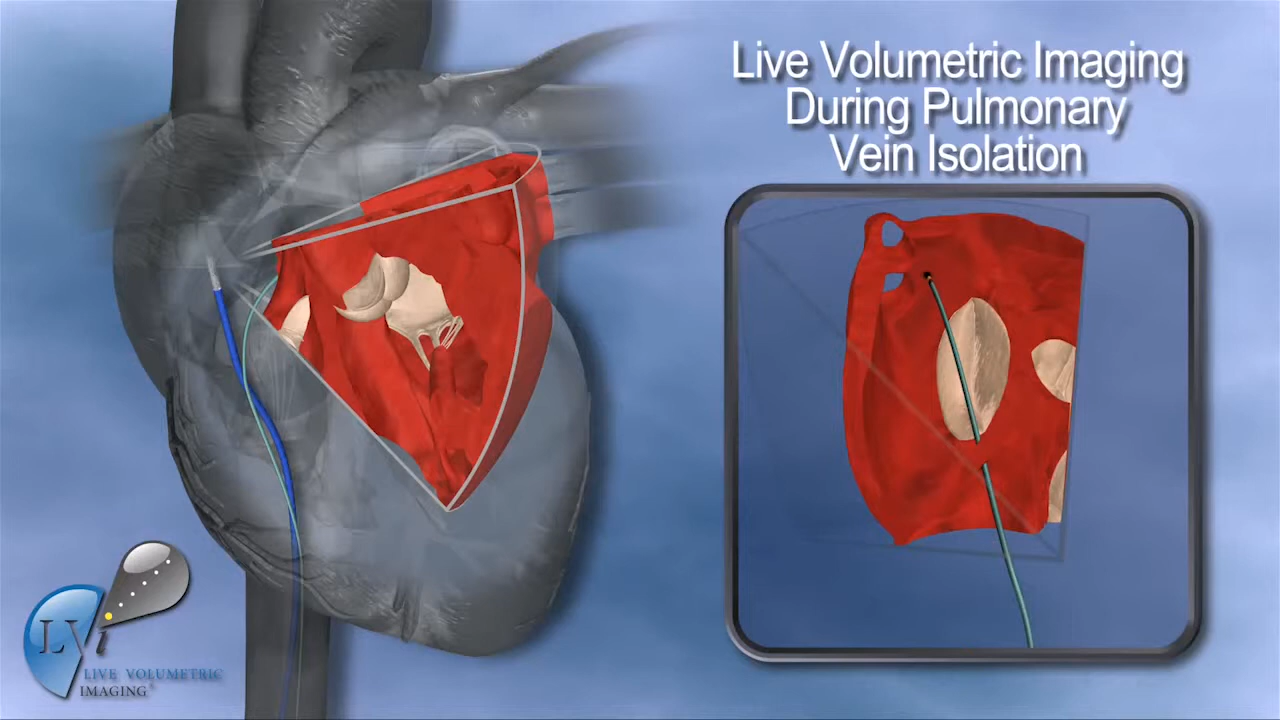 Live Volumetric Imaging
During Pulmonary
Vein Isolation
LVi
LIVE VOLUMETRIC
IMAGING